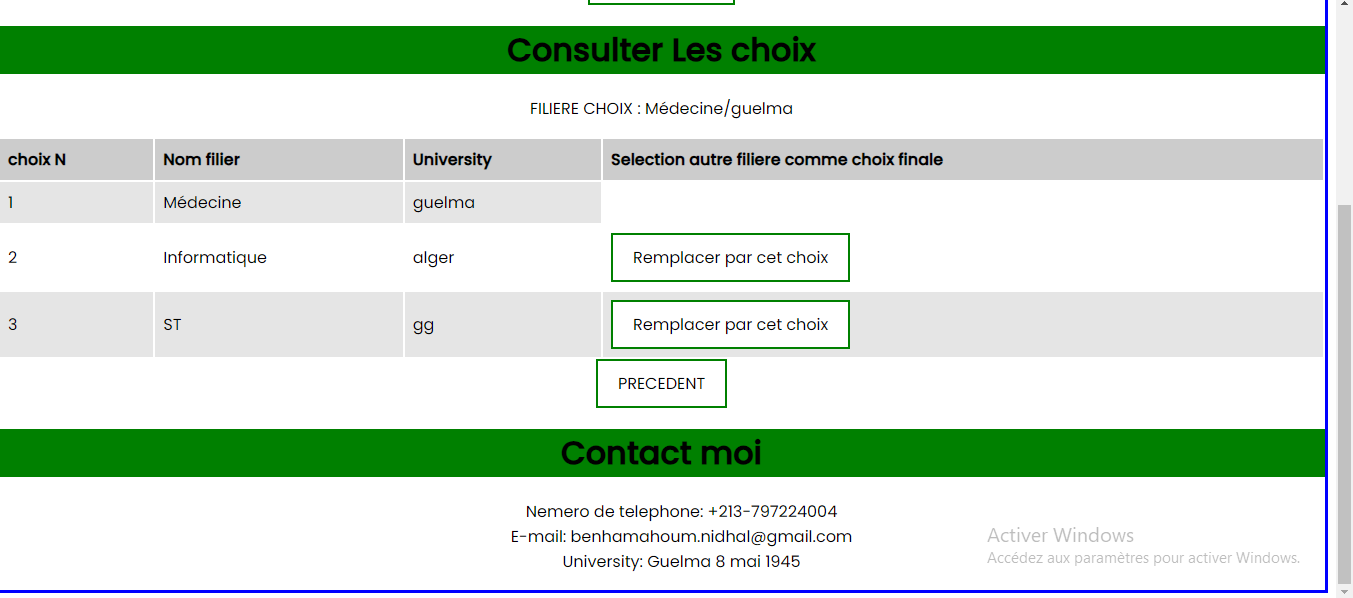 Consulter Les choix
FILIERE CHOIX : Médecine/guelma
choix N Nom filier University Selection autre filiere comme choix finale
1 Médecine guelma
2 Informatique alger Remplacer par cet choix
3 ST gg Remplacer par cet choix
PRECEDENT
Contact moi
Nemero de telephone: +213-797224004
E-mail: benhamahoum.nidhal@gmail.com
University: Guelma 8 mai 1945
Activer Windows
Accédez aux paramètres pour activer Windows.